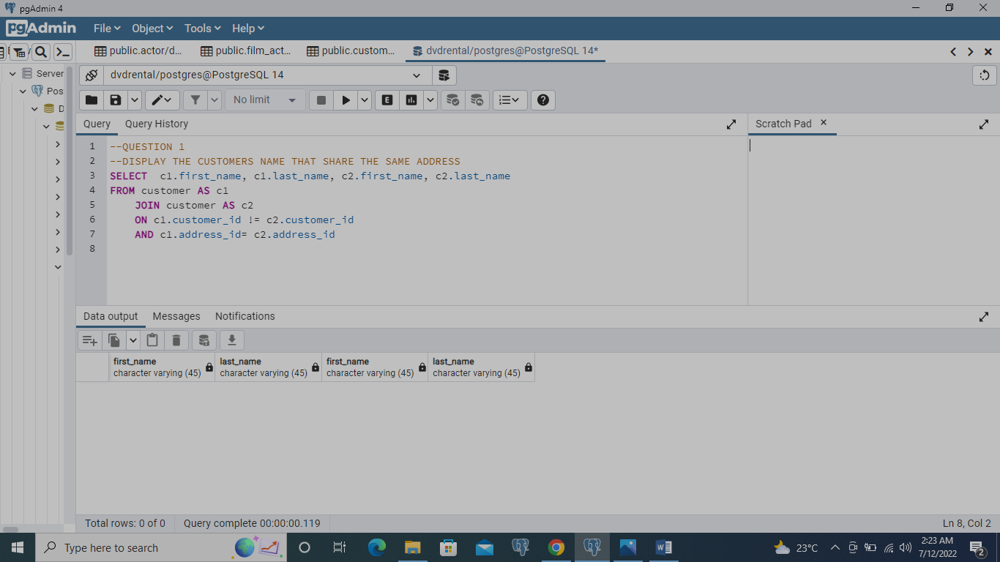 pgAdmin 4
pgAdmin
File Object Tools Help
public.actor/d... public.film_act... public.custom... dvdrental/postgres@PostgreSQL 14*
Server
Pos
D
dvdrental/postgres@PostgreSQL 14
No limit
E
Query Query History
Scratch Pad
1 --QUESTION 1
2 --DISPLAY THE CUSTOMERS NAME THAT SHARE THE SAME ADDRESS
3 SELECT c1.first_name, c1.last_name, c2.first_name, c2.last_name
4 FROM customer AS c1
5 JOIN customer AS c2
6 ON c1.customer_id != c2.customer_id
7 AND c1.address_id= c2.address_id
8
Data output Messages Notifications
first_name last_name first_name last_name
character varying (45) character varying (45) character varying (45) character varying (45)
Total rows: 0 of 0 Query complete 00:00:00.119 Ln 8, Col 2
Type here to search
23°C
2:23 AM
7/12/2022
2